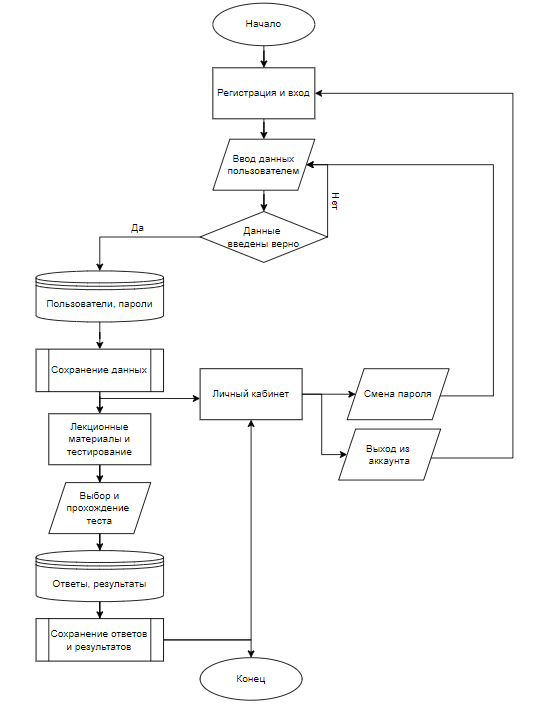 Начало
Регистрация и вход
Ввод данных
пользователем
Нет
Данные
введены верно
Да
Пользователи, пароли
Сохранение данных
Личный кабинет
Смена пароля
Лекционные
материалы и
тестирование
Выход из
аккаунта
Выбор и
прохождение
теста
Ответы, результаты
Сохранение ответов
и результатов
Конец